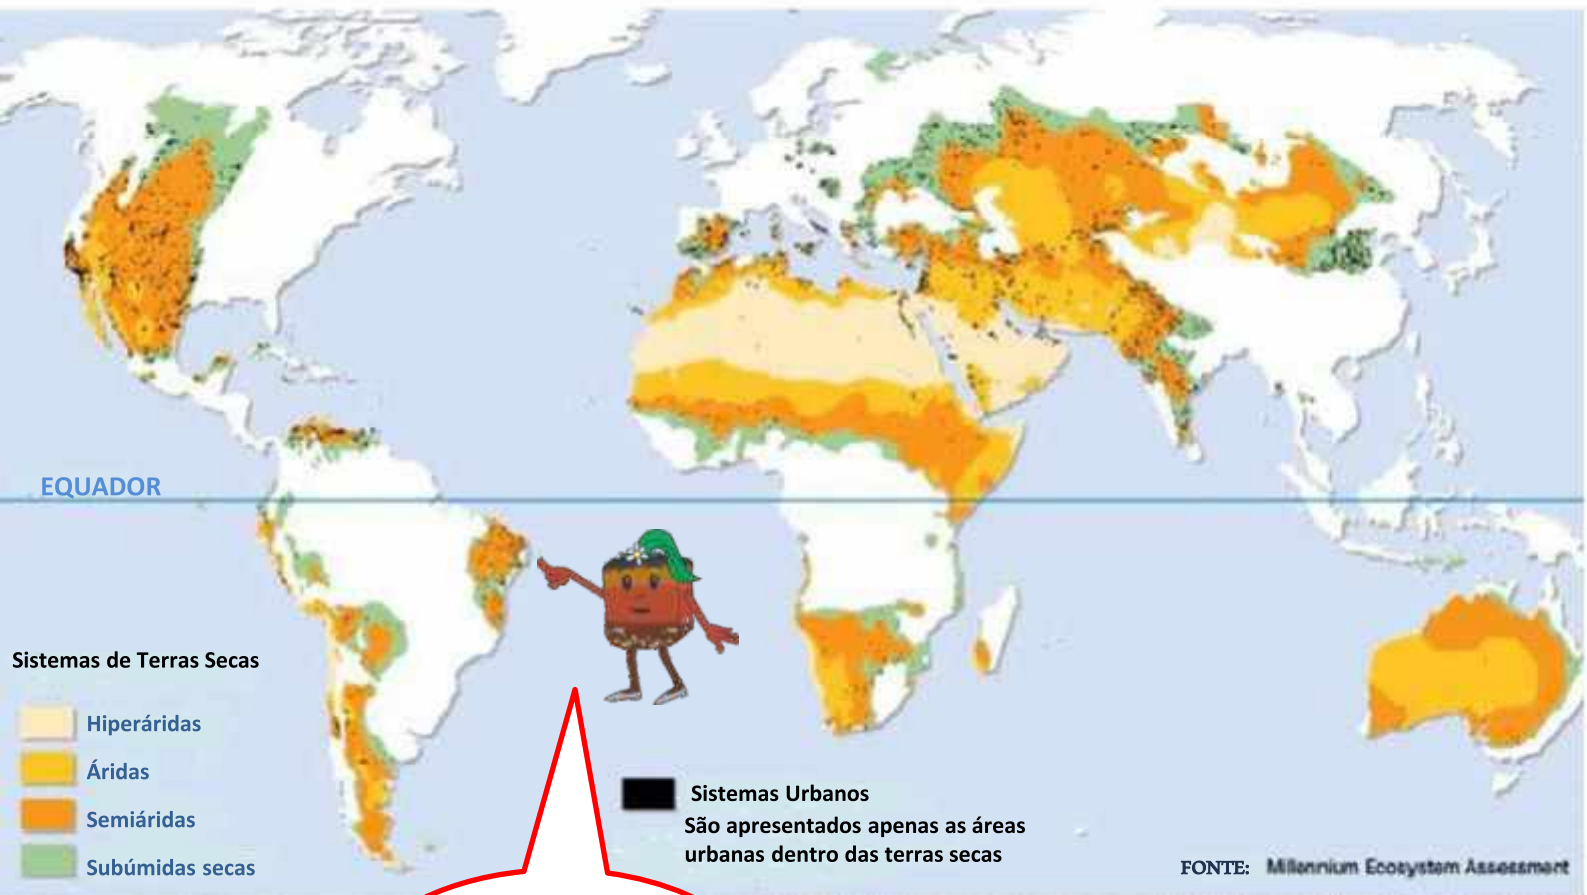 EQUADOR
Sistemas de Terras Secas
Hiperáridas
Áridas
Semiáridas
Subúmidas secas
Sistemas Urbanos
São apresentados apenas as áreas
urbanas dentro das terras secas
FONTE: Millennium Ecosystem Assessment